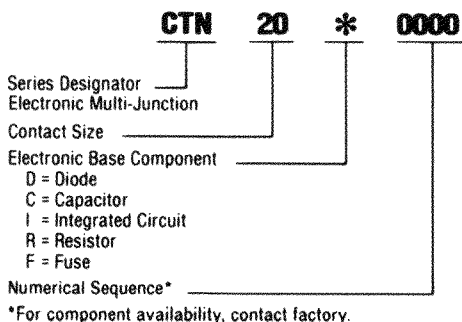 CTN 20 * 0000
Series Designator
Electronic Multi-Junction
Contact Size
Electronic Base Component
D = Diode
C = Capacitor
I = Integrated Circuit
R = Resistor
F = Fuse
Numerical Sequence*
*For component availability, contact factory.